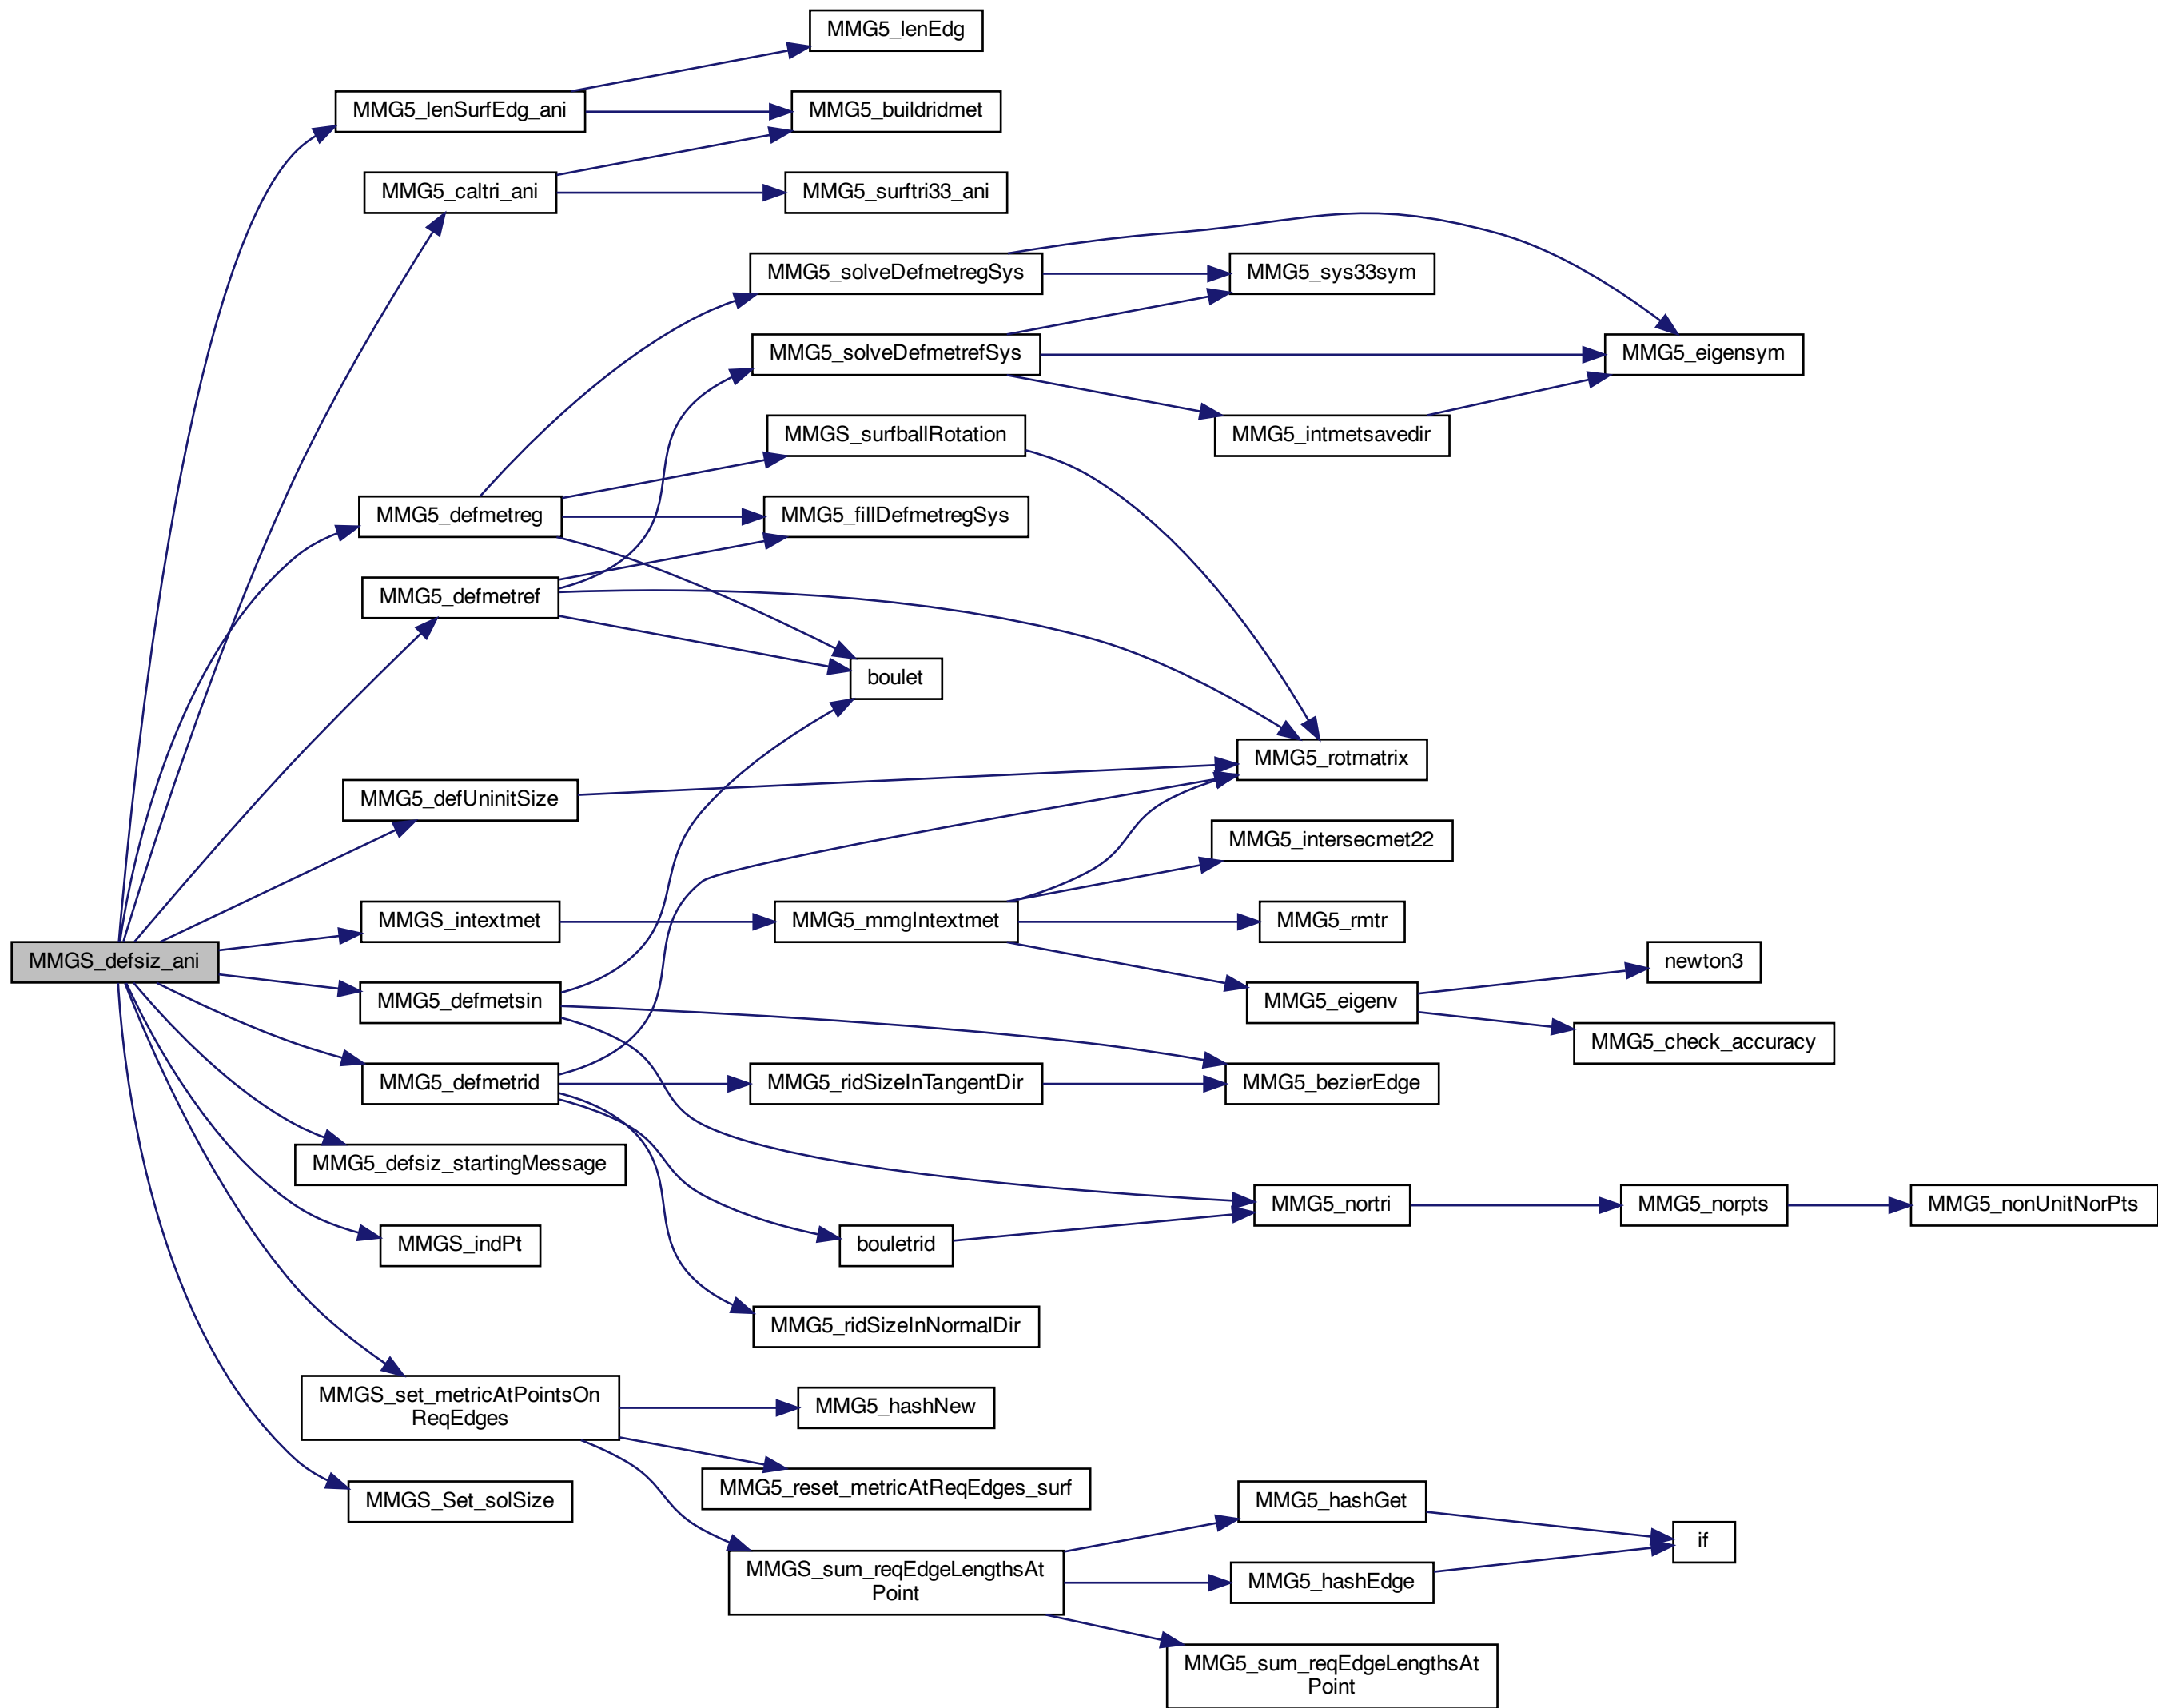 MMG5_lenEdg
MMG5_lenSurfEdg_ani
MMG5_buildridmet
MMG5_caltri_ani
MMG5_surftri33_ani
MMG5_solveDefmetregSys
MMG5_sys33sym
MMG5_solveDefmetrefSys
MMG5_eigensym
MMGS_surfballRotation
MMG5_intmetsavedir
MMG5_defmetreg
MMG5_fillDefmetregSys
MMG5_defmetref
boulet
MMG5_rotmatrix
MMG5_defUninitSize
MMG5_intersecmet22
MMGS_intextmet
MMG5_mmgIntextmet
MMG5_rmtr
MMGS_defsiz_ani
newton3
MMG5_defmetsin
MMG5_eigenv
MMG5_check_accuracy
MMG5_defmetrid
MMG5_ridSizeInTangentDir
MMG5_bezierEdge
MMG5_defsiz_startingMessage
MMG5_nortri
MMG5_norpts
MMG5_nonUnitNorPts
MMGS_indPt
bouletrid
MMG5_ridSizeInNormalDir
MMGS_set_metricAtPointsOn
ReqEdges
MMG5_hashNew
MMG5_reset_metricAtReqEdges_surf
MMGS_Set_solSize
MMG5_hashGet
if
MMGS_sum_reqEdgeLengthsAt
Point
MMG5_hashEdge
MMG5_sum_reqEdgeLengthsAt
Point